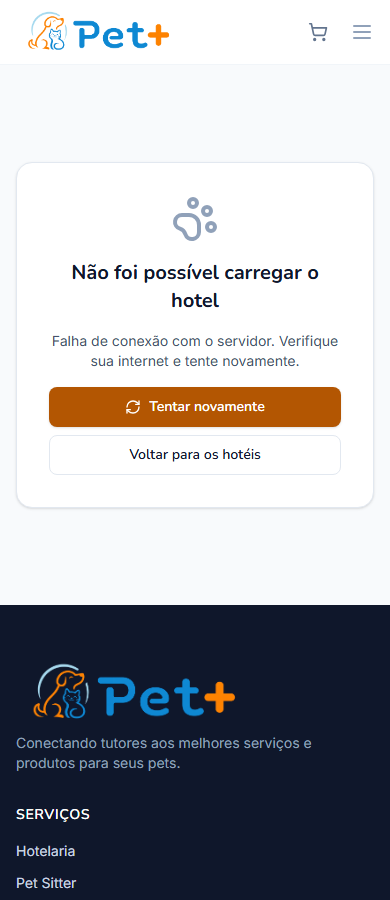 Pet+
Não foi possível carregar o
hotel
Falha de conexão com o servidor. Verifique
sua internet e tente novamente.
Tentar novamente
Voltar para os hotéis
Pet+
Conectando tutores aos melhores serviços e
produtos para seus pets.
SERVIÇOS
Hotelaria
Pet Sitter